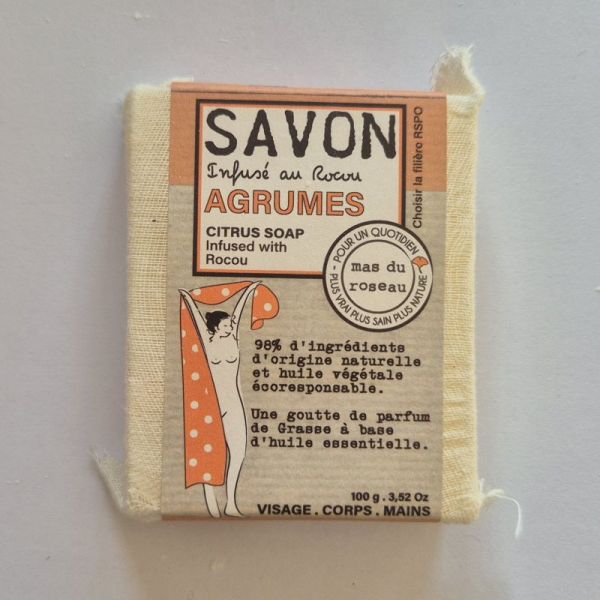 SAVON
Infusé au Rocou
AGRUMES
CITRUS SOAP
Infused with
Rocou
Choisir la filière RSPO
POUR UN QUOTIDIEN
- PLUS VRAI PLUS SAIN PLUS NATURE -
mas du
roseau
98% d'ingrédients
d'origine naturelle
et huile végétale
écoresponsable.
Une goutte de parfum
de Grasse à base
d'huile essentielle.
100 g . 3,52 Oz
VISAGE . CORPS . MAINS